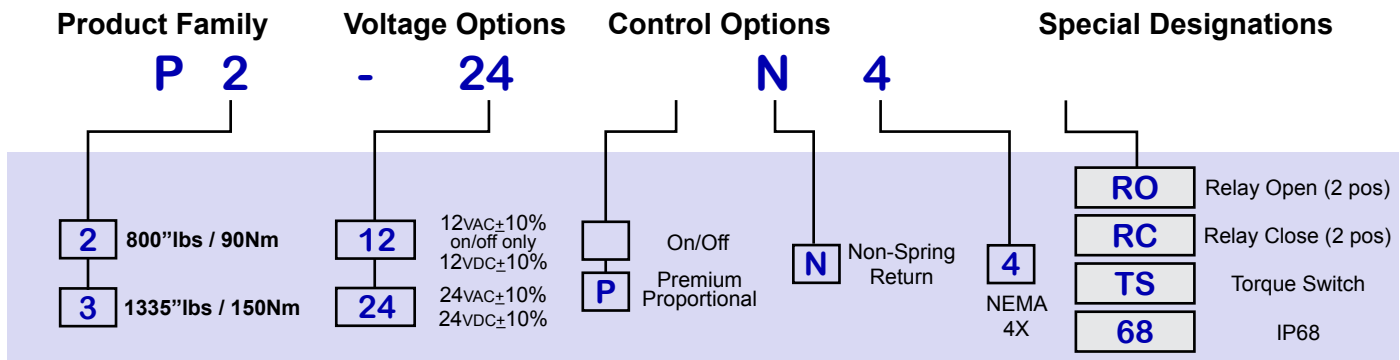 Product Family Voltage Options Control Options Special Designations
P 2 - 24 N 4
2 800”lbs / 90Nm
3 1335”lbs / 150Nm
12 12VAC±10%
on/off only
12VDC±10%
24 24VAC±10%
24VDC±10%
On/Off
P Premium
Proportional
N Non-Spring
Return
4
NEMA
4X
RO Relay Open (2 pos)
RC Relay Close (2 pos)
TS Torque Switch
68 IP68